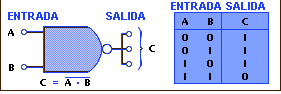 ENTRADA SALIDA
A
B
C
C = A · B
ENTRADA SALIDA
A B C
0 0 1
0 1 1
1 0 1
1 1 0